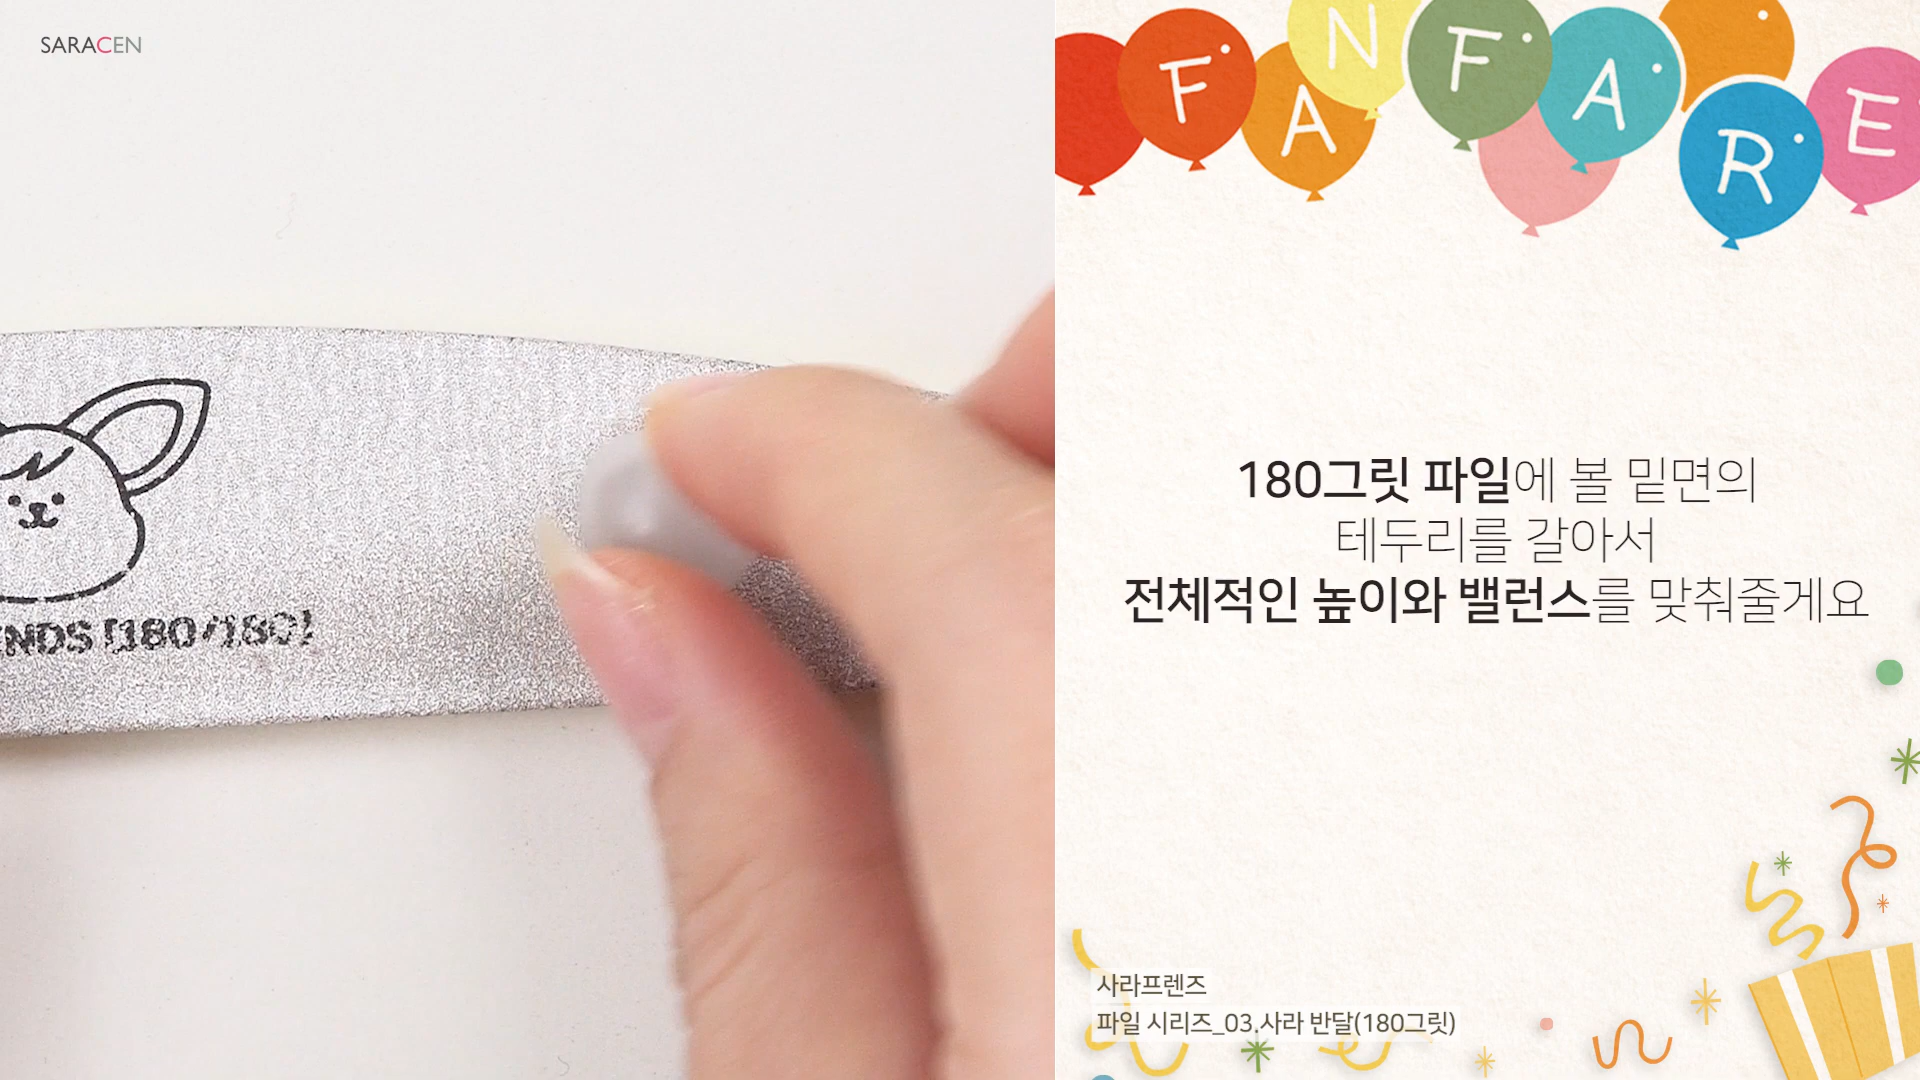 SARACEN
ENDS [180/180]
FANFARE
180그릿 파일에 볼 밑면의
테두리를 갈아서
전체적인 높이와 밸런스를 맞춰줄게요
사라프렌즈
파일 시리즈_03.사라 반달(180그릿)